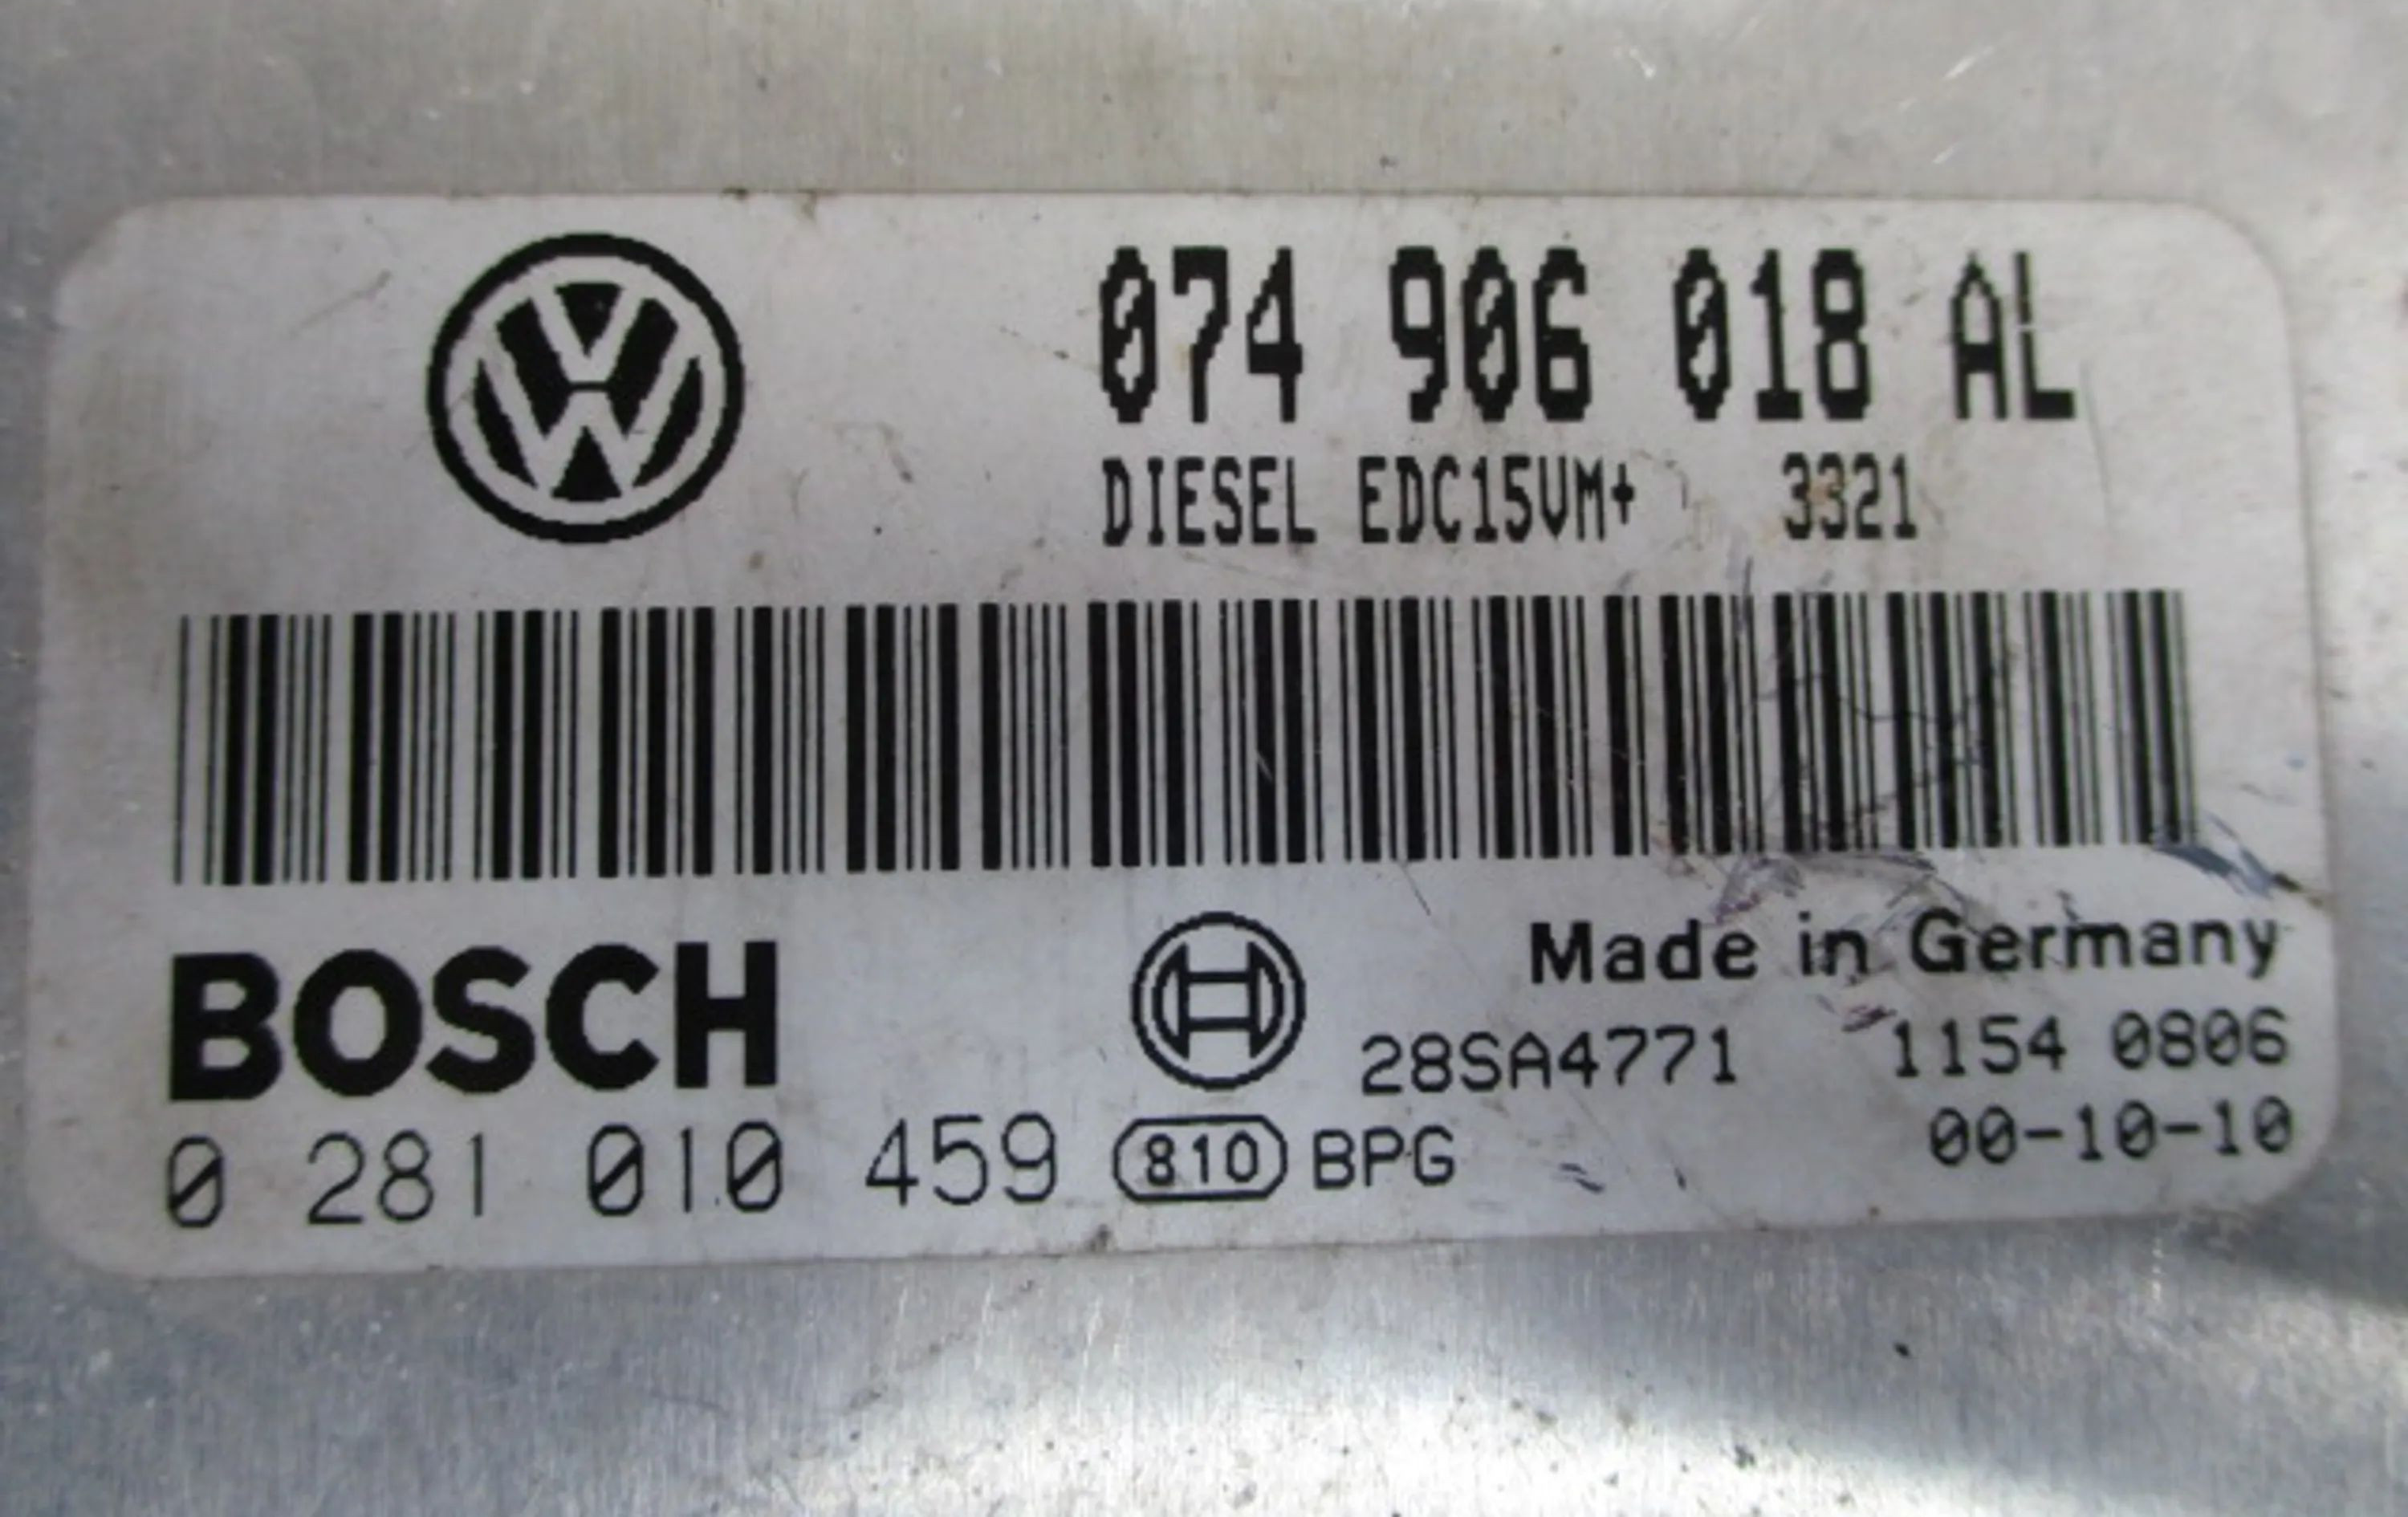 074 906 018 AL
DIESEL EDC15VM+ 3321
BOSCH
Made in Germany
28SA4771 1154 0806
0 281 010 459 810 BPG 00-10-10